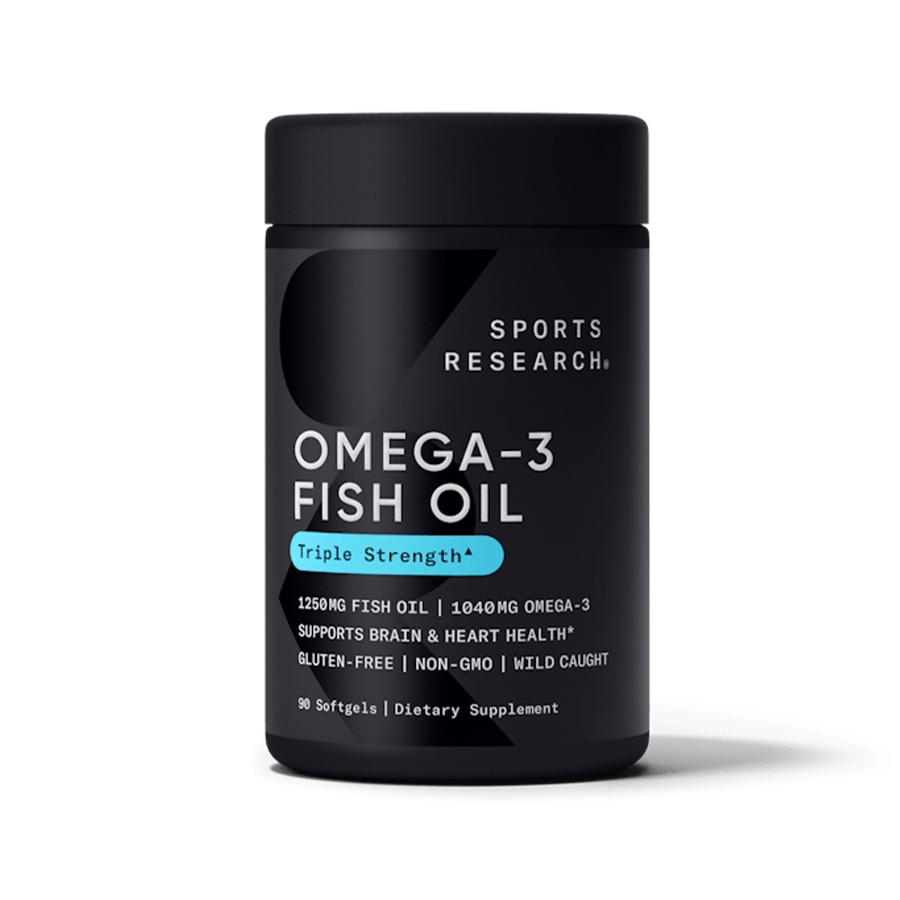 SPORTS
RESEARCH®
OMEGA-3
FISH OIL
Triple Strength▲
1250MG FISH OIL | 1040MG OMEGA-3
SUPPORTS BRAIN & HEART HEALTH*
GLUTEN-FREE | NON-GMO | WILD CAUGHT
90 Softgels | Dietary Supplement